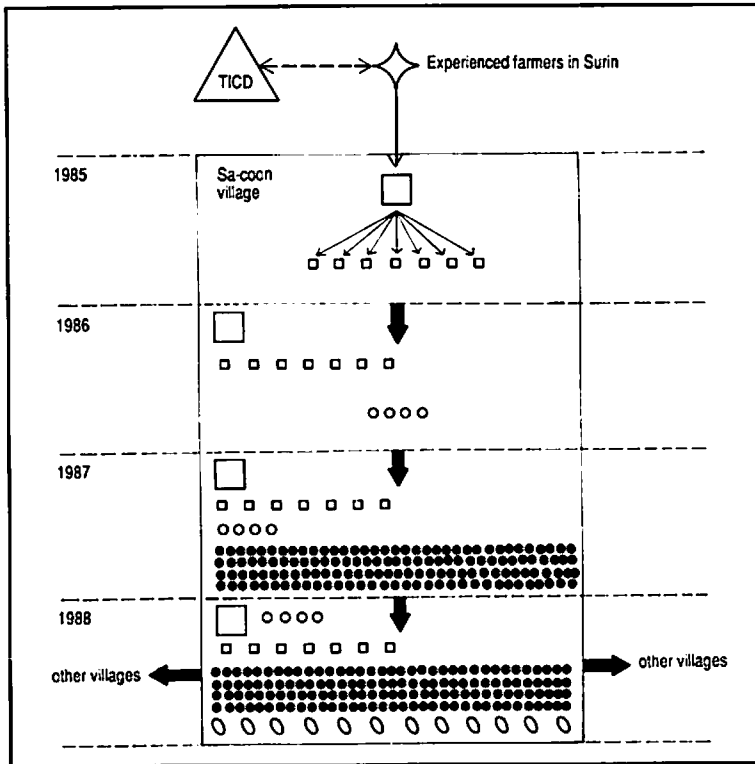 TICD
Experienced farmers in Surin
1985
Sa-coon
village
1986
1987
1988
other villages
other villages